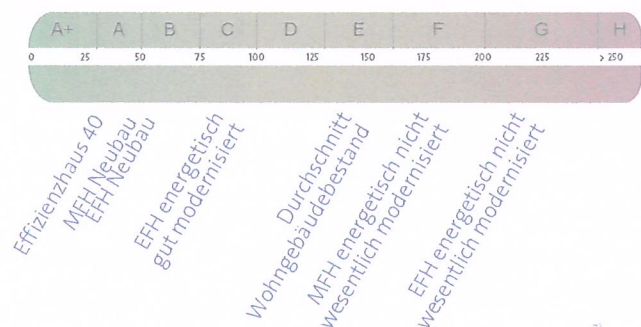 A+ A B C D E F G H
0 25 50 75 100 125 150 175 200 225 > 250
Effizienzhaus 40
MFH Neubau
EFH Neubau
EFH energetisch
gut modernisiert
Durchschnitt
Wohngebäudebestand
MFH energetisch nicht
wesentlich modernisiert
EFH energetisch nicht
wesentlich modernisiert